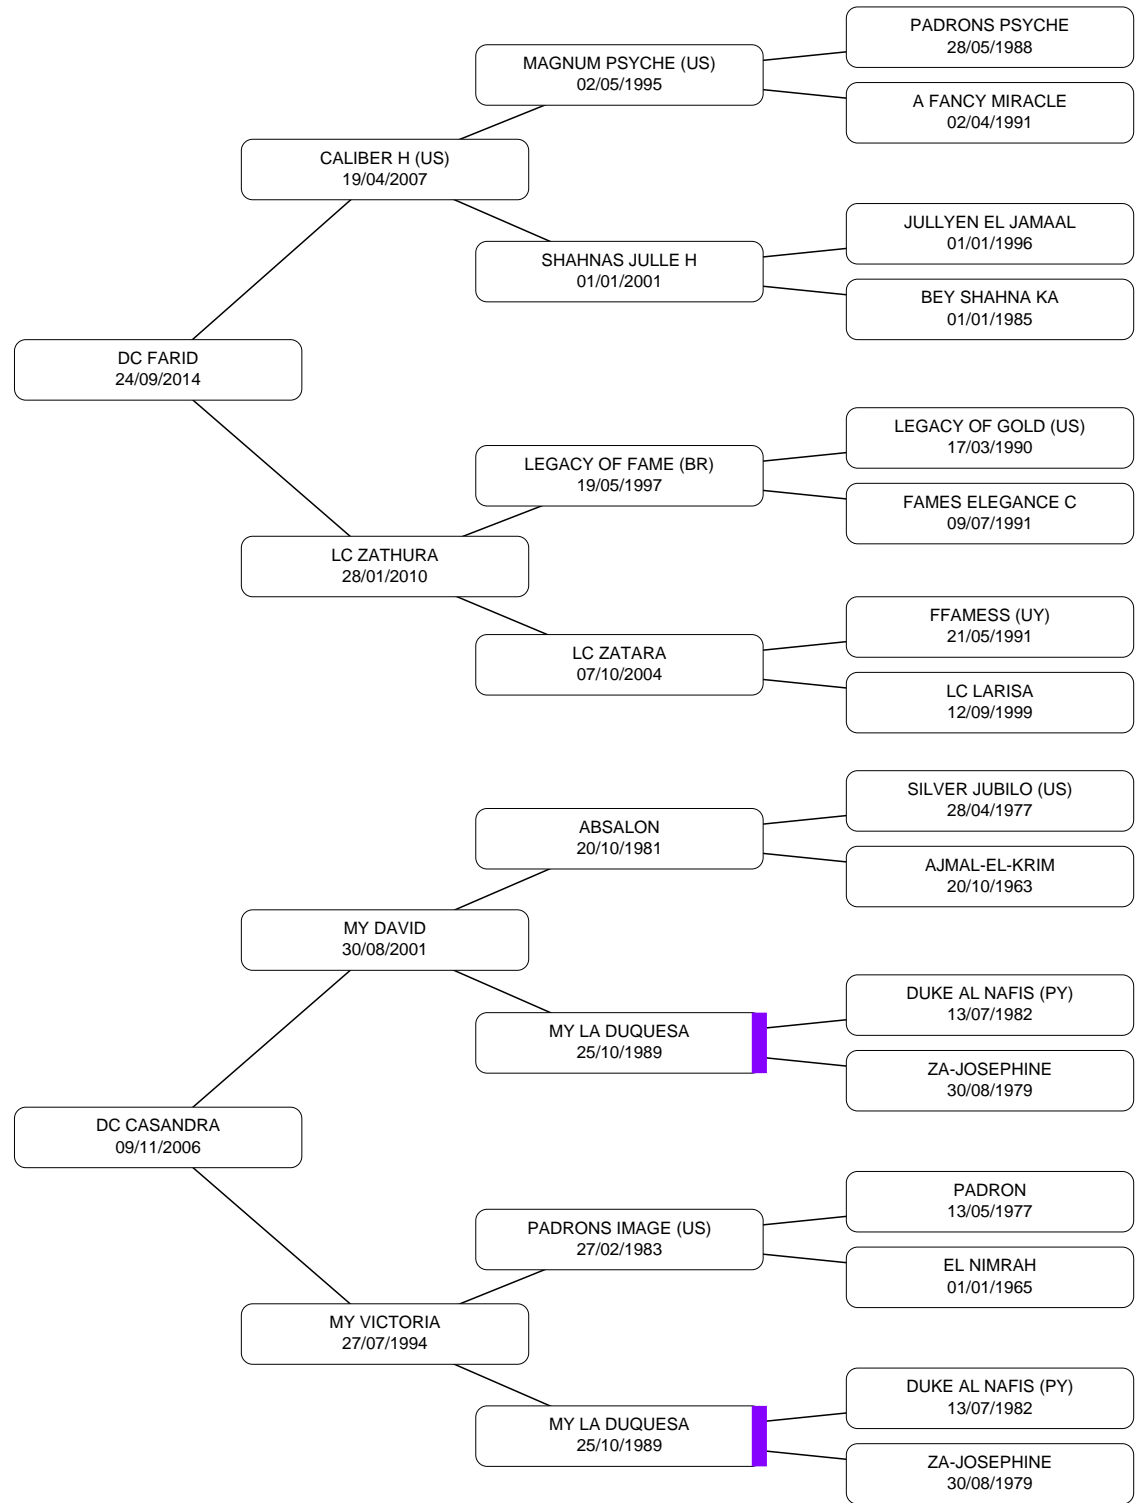 PADRONS PSYCHE
28/05/1988
MAGNUM PSYCHE (US)
02/05/1995
A FANCY MIRACLE
02/04/1991
CALIBER H (US)
19/04/2007
JULLYEN EL JAMAAL
01/01/1996
SHAHNAS JULLE H
01/01/2001
BEY SHAHNA KA
01/01/1985
DC FARID
24/09/2014
LEGACY OF GOLD (US)
17/03/1990
LEGACY OF FAME (BR)
19/05/1997
FAMES ELEGANCE C
09/07/1991
LC ZATHURA
28/01/2010
FFAMESS (UY)
21/05/1991
LC ZATARA
07/10/2004
LC LARISA
12/09/1999
SILVER JUBILO (US)
28/04/1977
ABSALON
20/10/1981
AJMAL-EL-KRIM
20/10/1963
MY DAVID
30/08/2001
DUKE AL NAFIS (PY)
13/07/1982
MY LA DUQUESA
25/10/1989
ZA-JOSEPHINE
30/08/1979
DC CASANDRA
09/11/2006
PADRON
13/05/1977
PADRONS IMAGE (US)
27/02/1983
EL NIMRAH
01/01/1965
MY VICTORIA
27/07/1994
DUKE AL NAFIS (PY)
13/07/1982
MY LA DUQUESA
25/10/1989
ZA-JOSEPHINE
30/08/1979